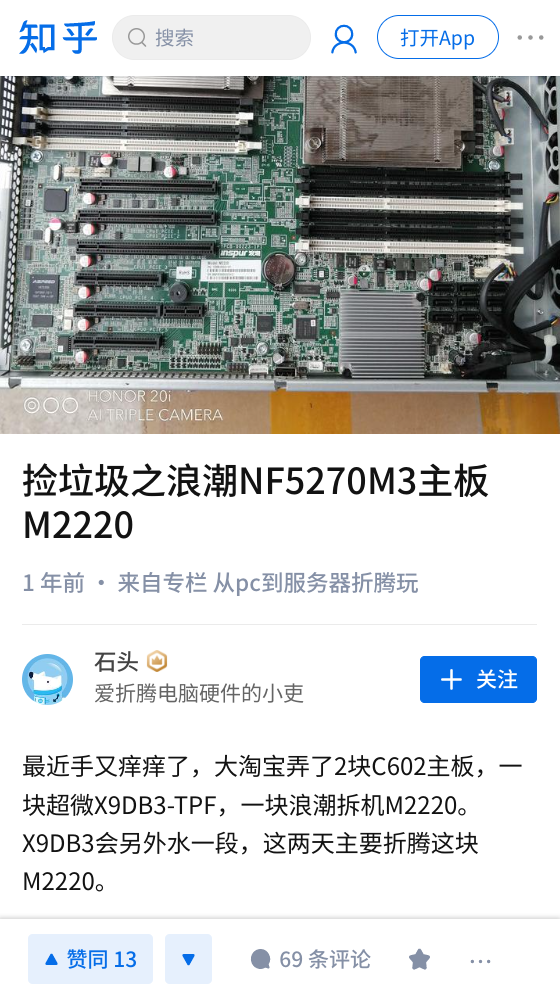 知乎
搜索
打开App
inspur 浪潮
HONOR 20i
AI TRIPLE CAMERA
捡垃圾之浪潮NF5270M3主板
M2220
1 年前 · 来自专栏 从pc到服务器折腾玩
石头
爱折腾电脑硬件的小吏
关注
最近手又痒痒了，大淘宝弄了2块C602主板，一
块超微X9DB3-TPF，一块浪潮拆机M2220。
X9DB3会另外水一段，这两天主要折腾这块
M2220。
赞同 13
69 条评论